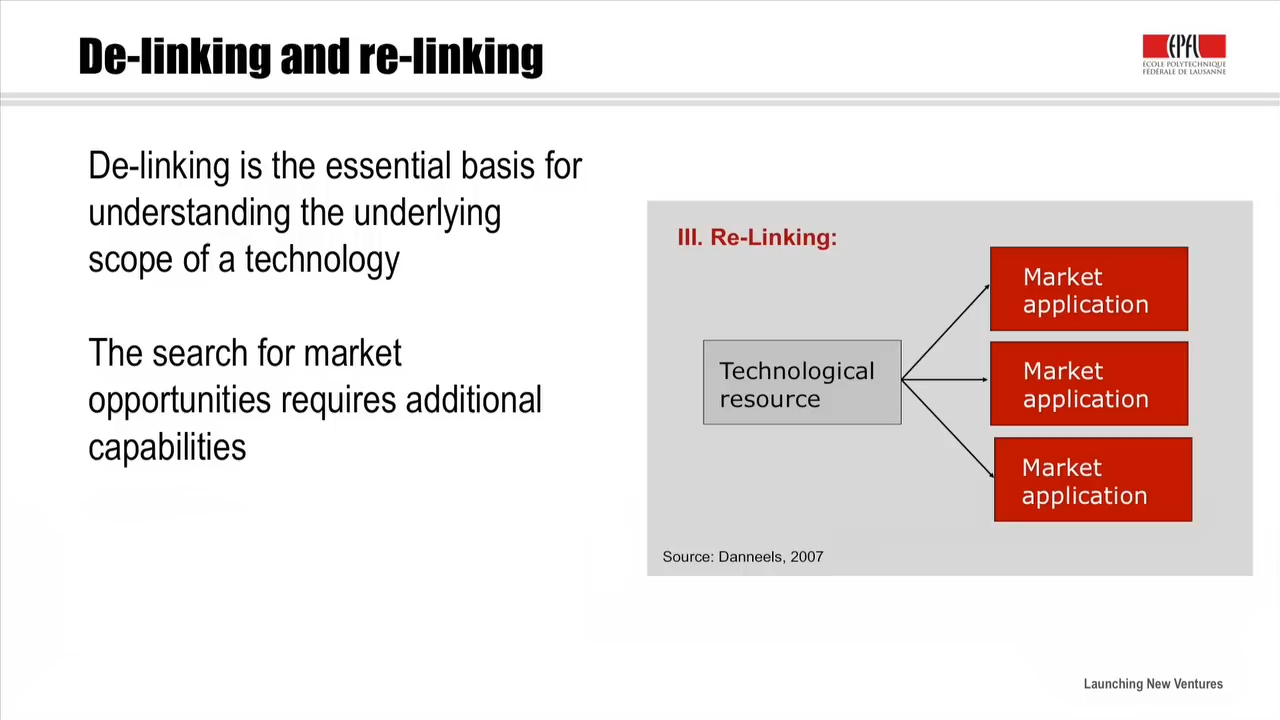 De-linking and re-linking
EPFL
ÉCOLE POLYTECHNIQUE
FÉDÉRALE DE LAUSANNE
De-linking is the essential basis for
understanding the underlying
scope of a technology
The search for market
opportunities requires additional
capabilities
III. Re-Linking:
Technological
resource
Market
application
Market
application
Market
application
Source: Danneels, 2007
Launching New Ventures